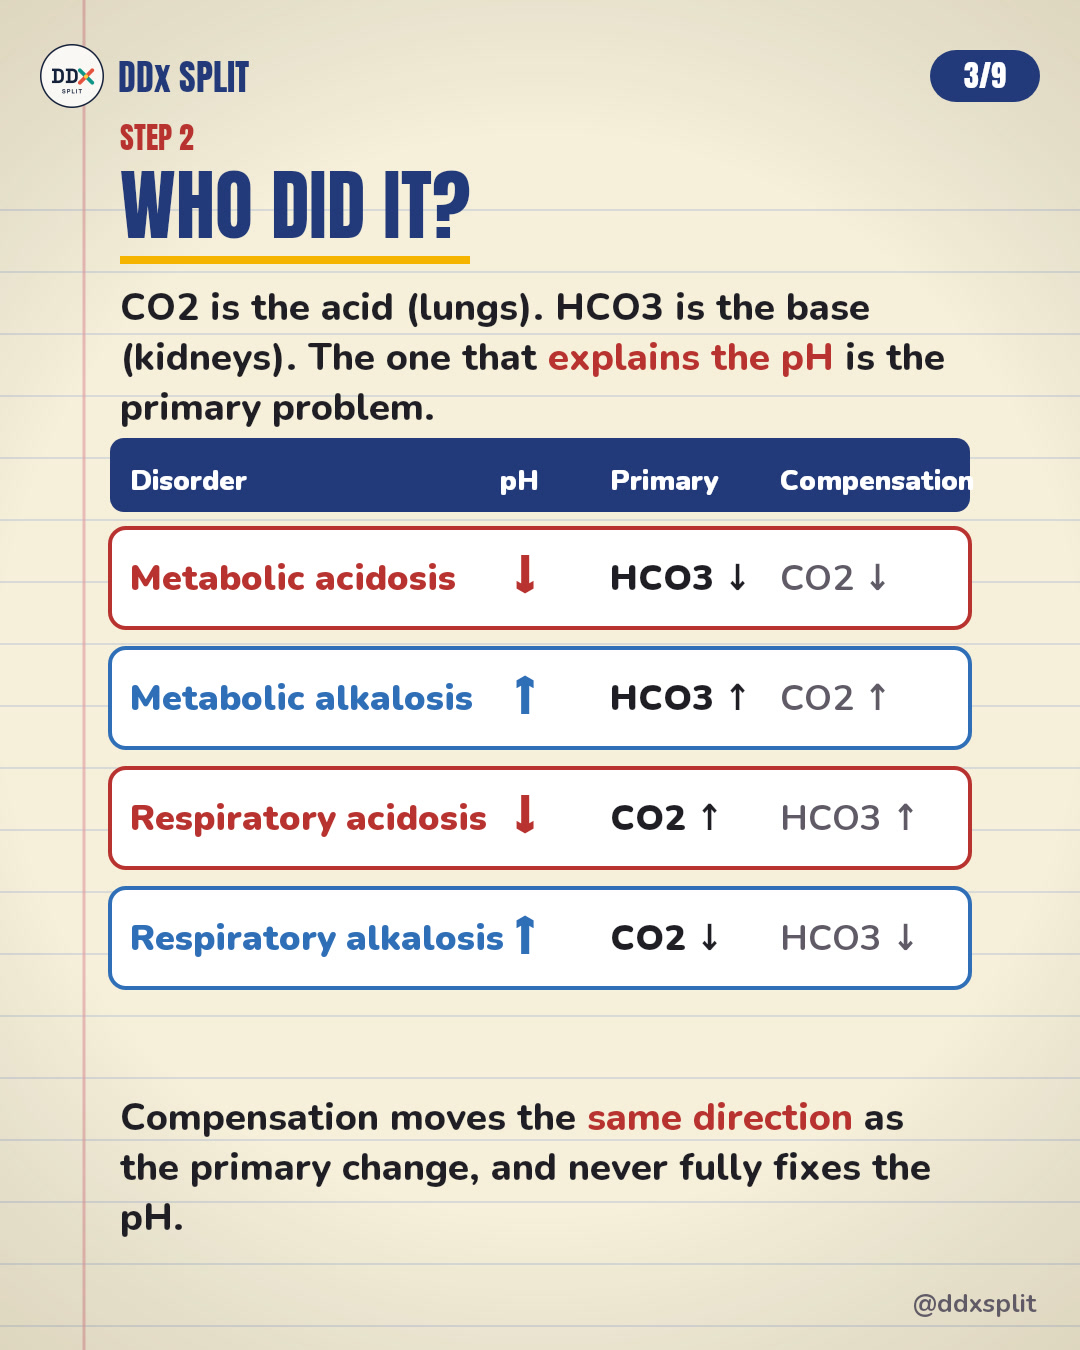 DDX
SPLIT
DDx SPLIT
3/9
STEP 2
WHO DID IT?
CO2 is the acid (lungs). HCO3 is the base
(kidneys). The one that explains the pH is the
primary problem.
Disorder pH Primary Compensation
Metabolic acidosis ↓ HCO3 ↓ CO2 ↓
Metabolic alkalosis ↑ HCO3 ↑ CO2 ↑
Respiratory acidosis ↓ CO2 ↑ HCO3 ↑
Respiratory alkalosis ↑ CO2 ↓ HCO3 ↓
Compensation moves the same direction as
the primary change, and never fully fixes the
pH.
@ddxsplit